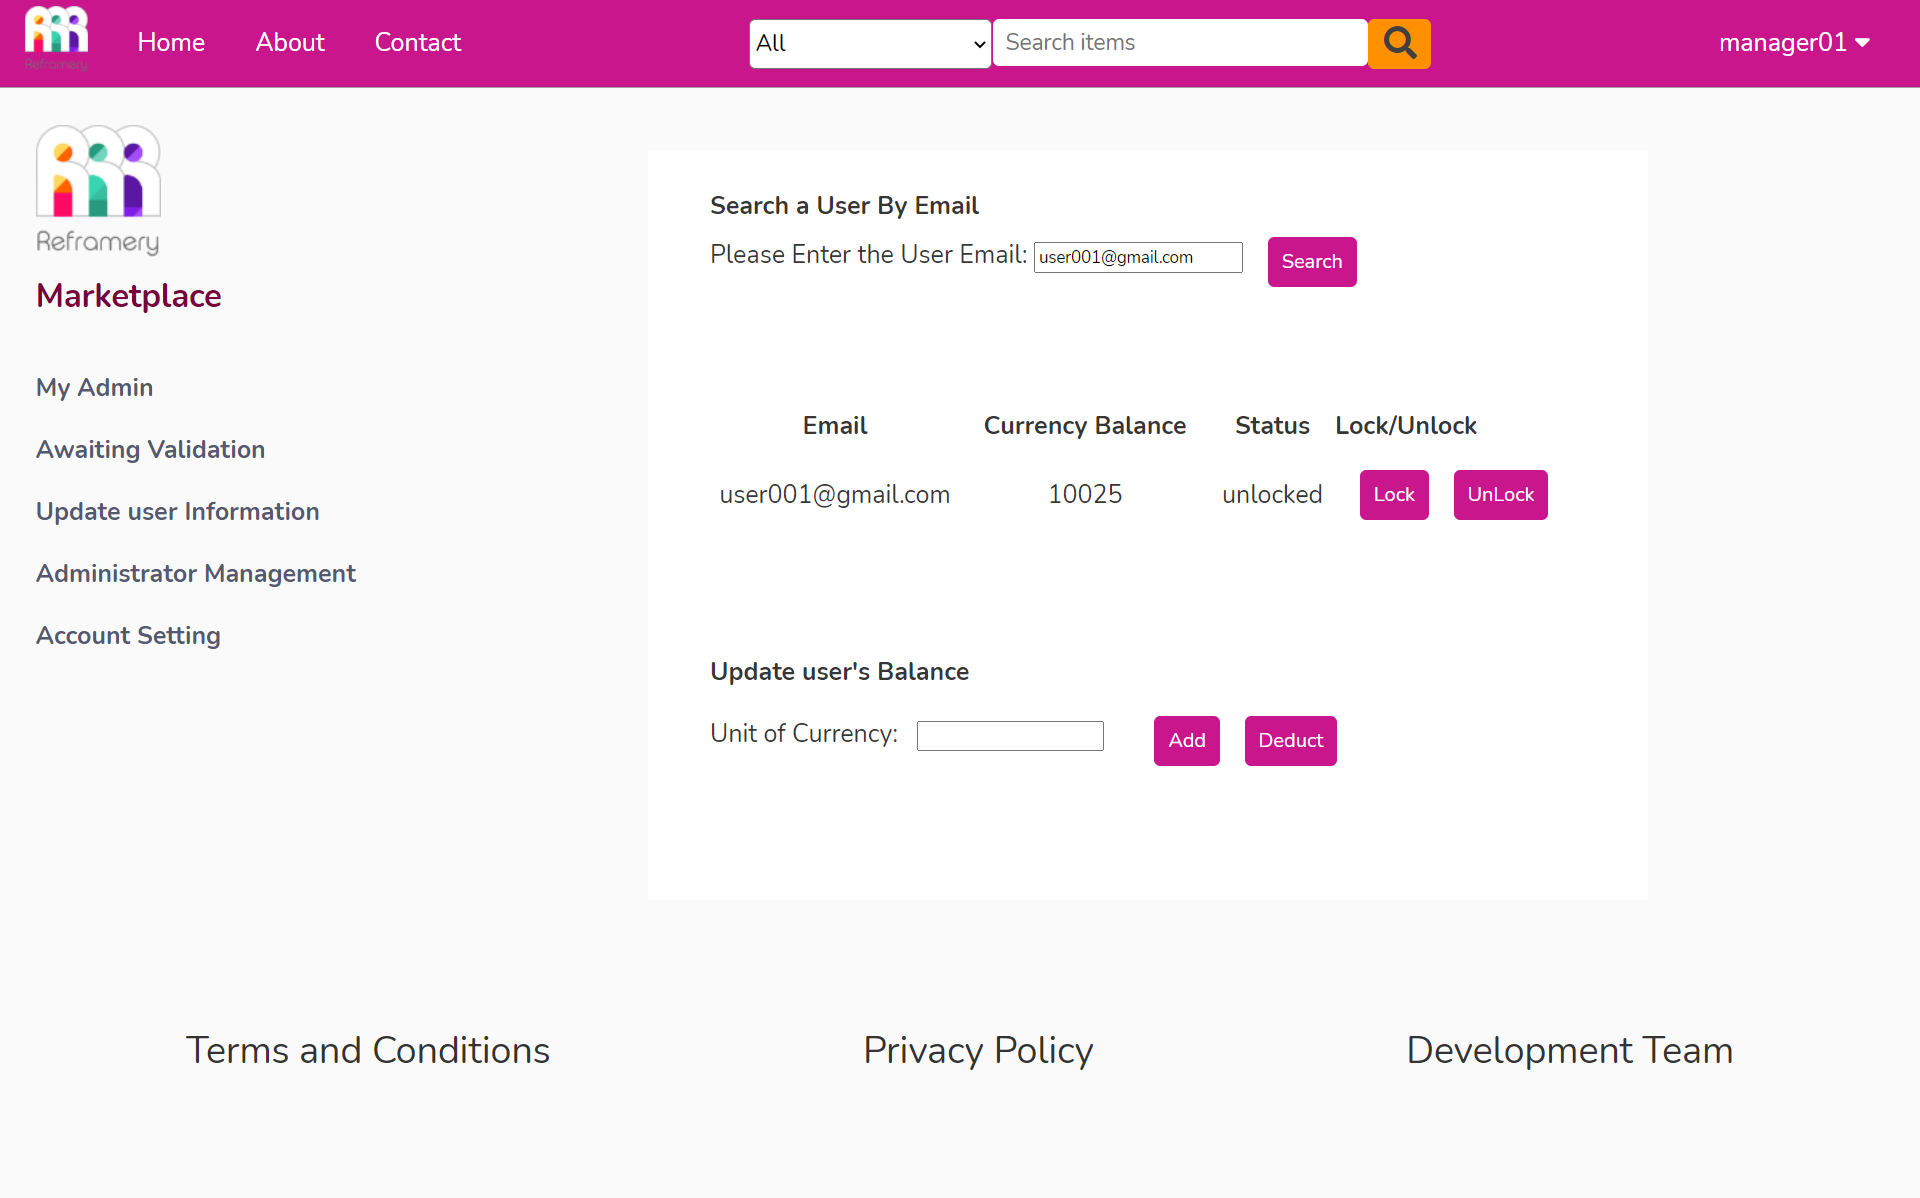 Reframery
Home About Contact All Search items manager01
Reframery
Marketplace
My Admin
Awaiting Validation
Update user Information
Administrator Management
Account Setting
Search a User By Email
Please Enter the User Email: user001@gmail.com Search
Email Currency Balance Status Lock/Unlock
user001@gmail.com 10025 unlocked Lock UnLock
Update user's Balance
Unit of Currency: Add Deduct
Terms and Conditions Privacy Policy Development Team